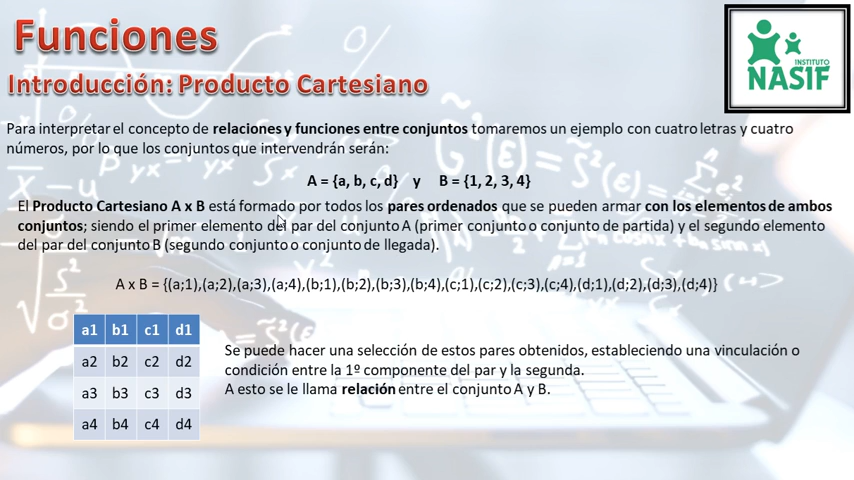 Funciones
Introducción: Producto Cartesiano
INSTITUTO
NASIF
Para interpretar el concepto de relaciones y funciones entre conjuntos tomaremos un ejemplo con cuatro letras y cuatro
números, por lo que los conjuntos que intervendrán serán:
A = {a, b, c, d} y B = {1, 2, 3, 4}
El Producto Cartesiano A x B está formado por todos los pares ordenados que se pueden armar con los elementos de ambos
conjuntos; siendo el primer elemento del par del conjunto A (primer conjunto o conjunto de partida) y el segundo elemento
del par del conjunto B (segundo conjunto o conjunto de llegada).
A x B = {(a;1),(a;2),(a;3),(a;4),(b;1),(b;2),(b;3),(b;4),(c;1),(c;2),(c;3),(c;4),(d;1),(d;2),(d;3),(d;4)}
a1 b1 c1 d1
a2 b2 c2 d2
a3 b3 c3 d3
a4 b4 c4 d4
Se puede hacer una selección de estos pares obtenidos, estableciendo una vinculación o
condición entre la 1º componente del par y la segunda.
A esto se le llama relación entre el conjunto A y B.